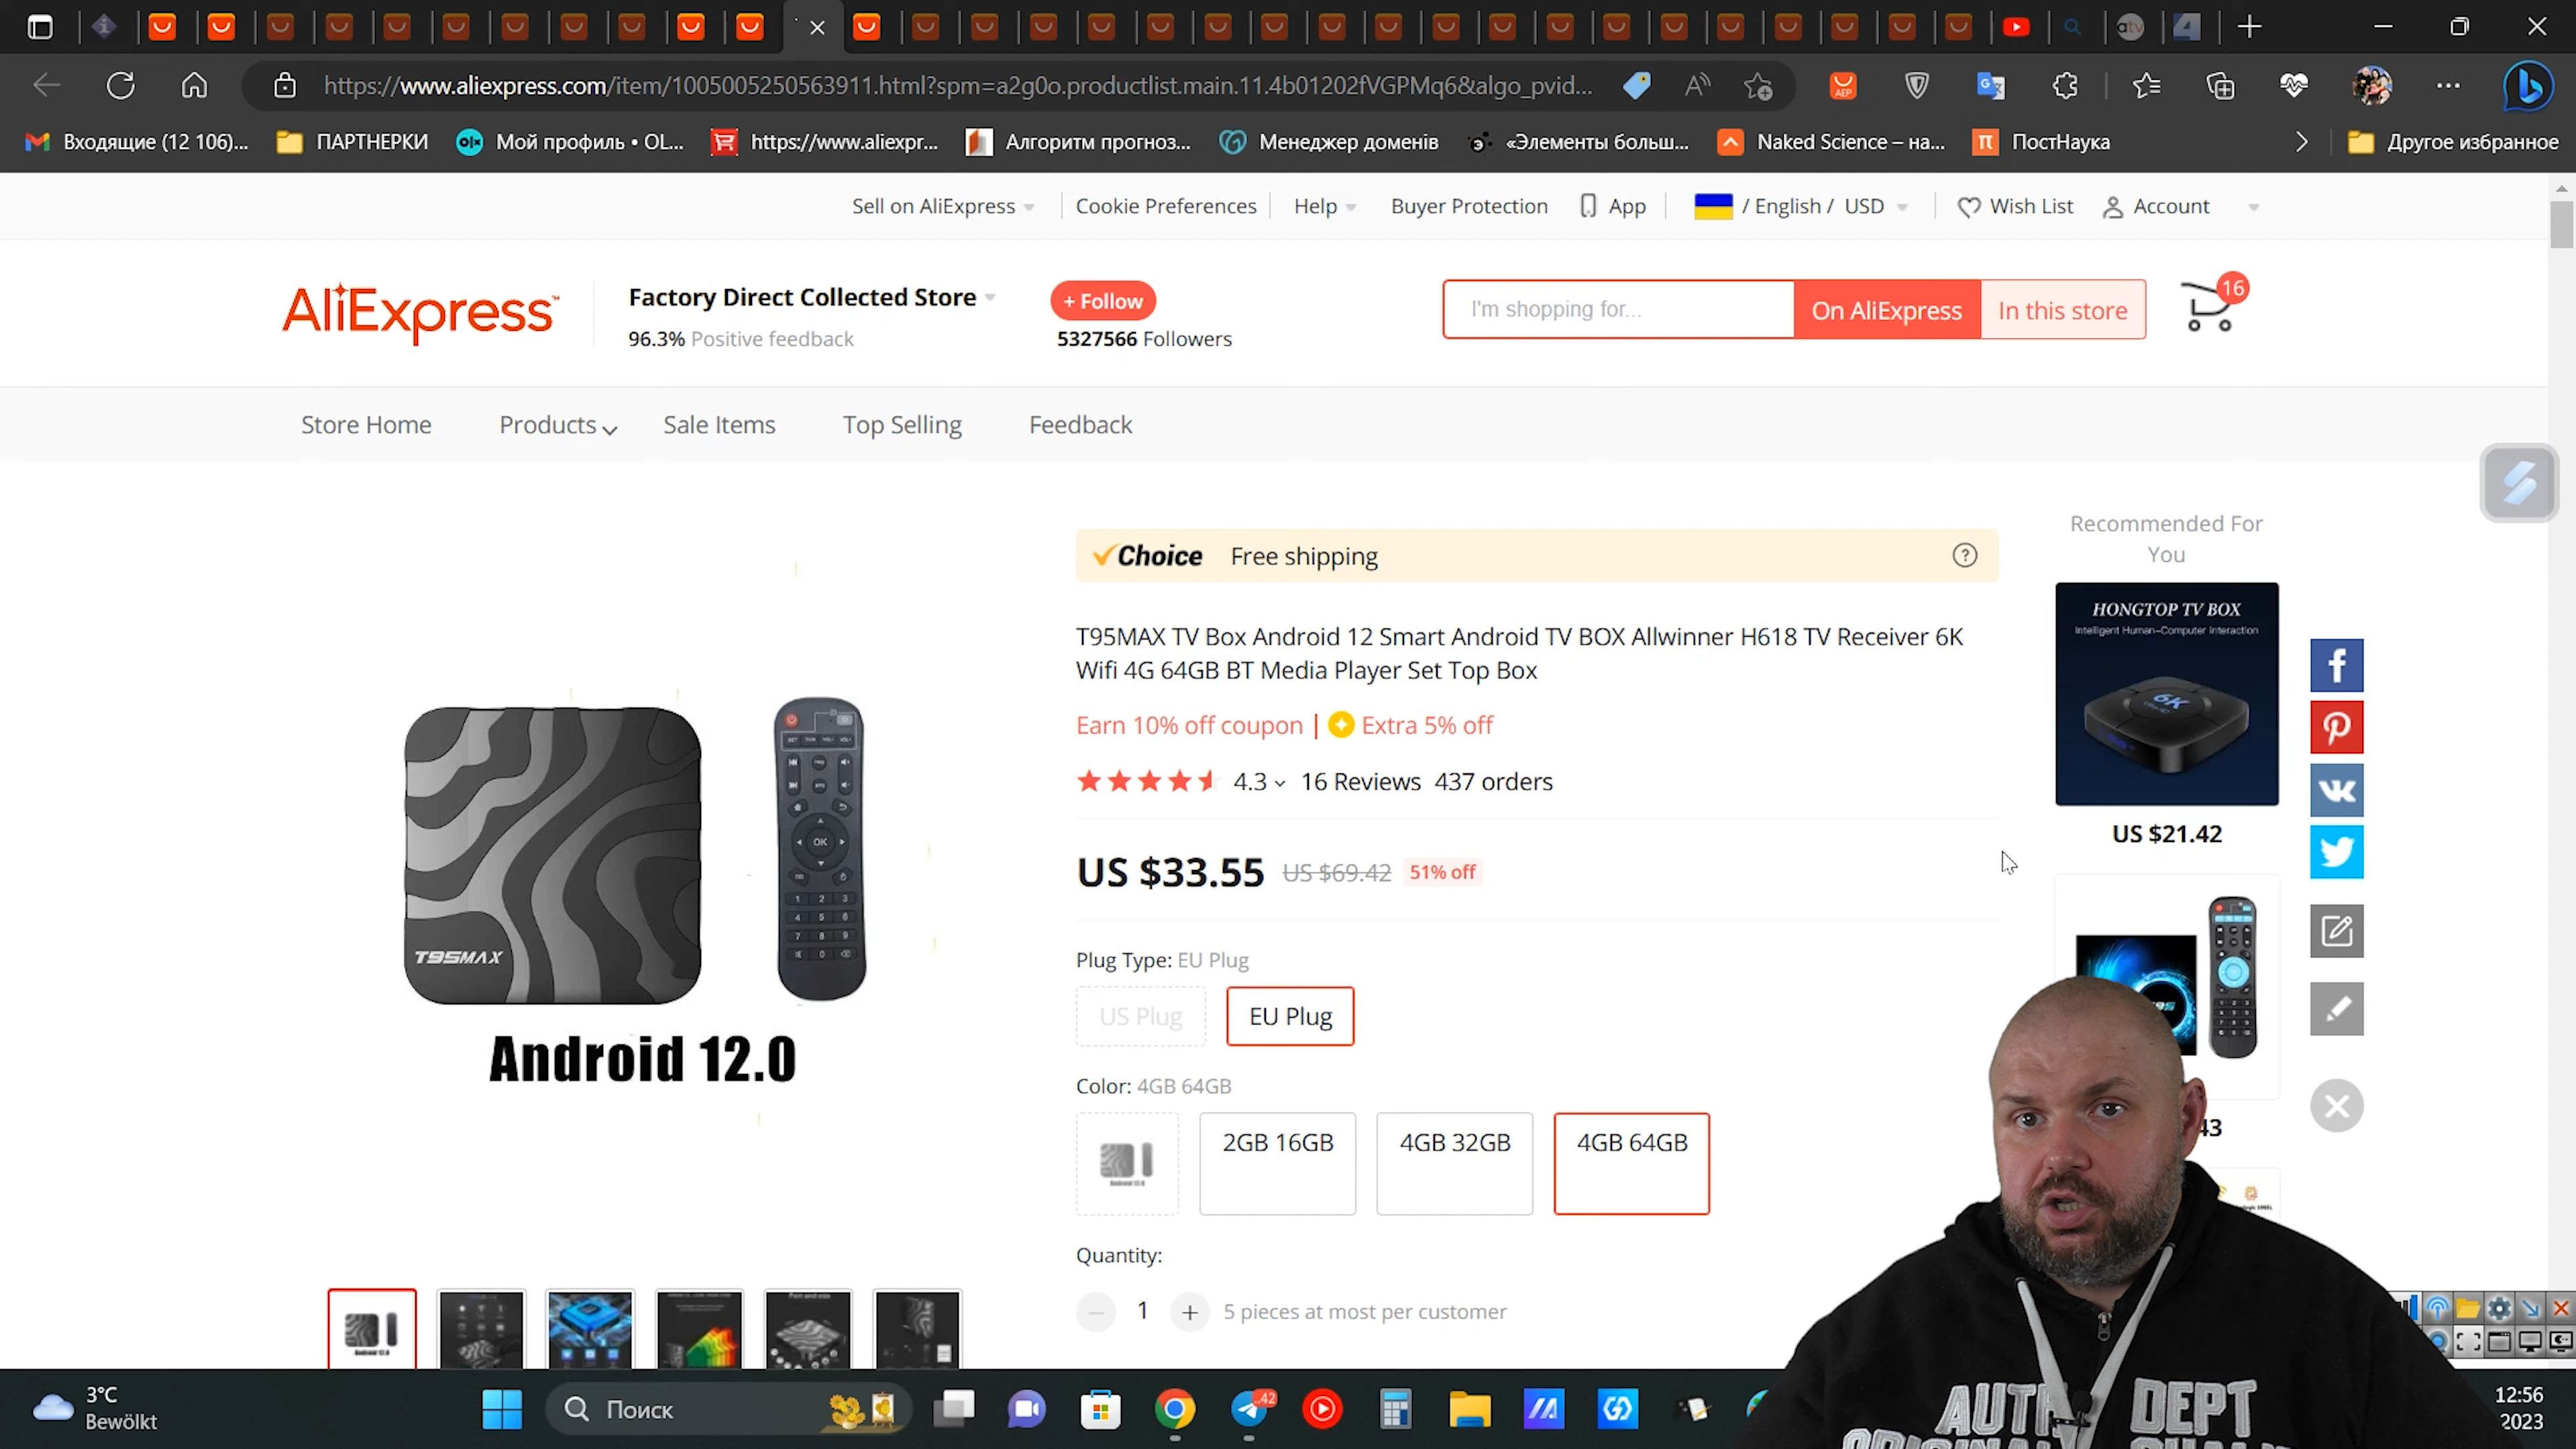 https://www.aliexpress.com/item/1005005250563911.html?spm=a2g0o.productlist.main.11.4b01202fVGPMq6&algo_pvid...
AEP
Входящие (12 106)...
ПАРТНЕРКИ
Мой профиль • OL...
https://www.aliexpr...
Алгоритм прогноз...
Менеджер доменів
«Элементы больш...
Naked Science – на...
ПостНаука
Другое избранное
Sell on AliExpress
Cookie Preferences
Help
Buyer Protection
App
/ English / USD
Wish List
Account
AliExpress
Factory Direct Collected Store
96.3% Positive feedback
+ Follow
5327566 Followers
I'm shopping for...
On AliExpress
In this store
16
Store Home
Products
Sale Items
Top Selling
Feedback
Choice Free shipping
T95MAX TV Box Android 12 Smart Android TV BOX Allwinner H618 TV Receiver 6K
Wifi 4G 64GB BT Media Player Set Top Box
Earn 10% off coupon | Extra 5% off
4.3 16 Reviews 437 orders
US $33.55 US $69.42 51% off
Plug Type: EU Plug
US Plug
EU Plug
Color: 4GB 64GB
2GB 16GB
4GB 32GB
4GB 64GB
Quantity:
1
5 pieces at most per customer
T95MAX
OK
Android 12.0
Recommended For
You
HONGTOP TV BOX
Intelligent Human-Computer Interaction
6K
US $21.42
43
AUTH DEPT
ORIGINAL
3°C
Bewölkt
Поиск
42
12:56
2023